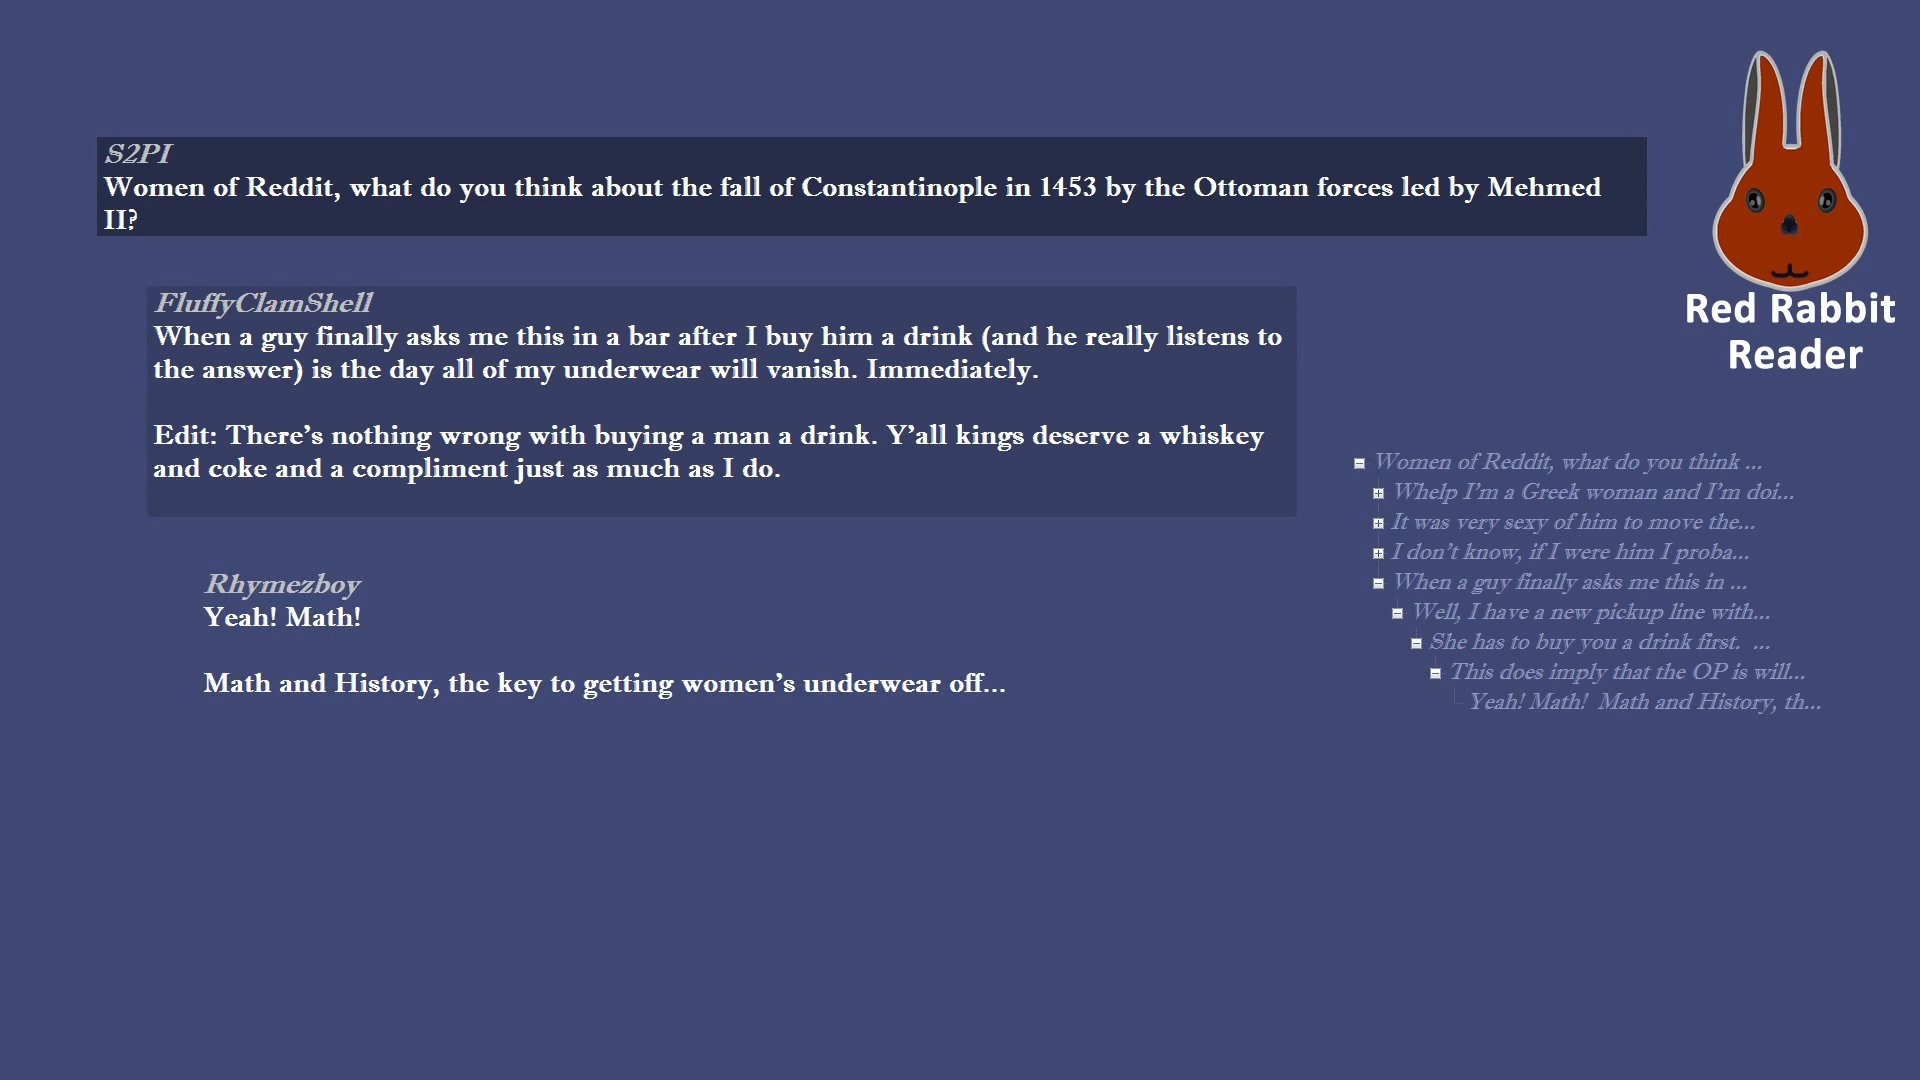 S2PI
Women of Reddit, what do you think about the fall of Constantinople in 1453 by the Ottoman forces led by Mehmed
II?
FluffyClamShell
When a guy finally asks me this in a bar after I buy him a drink (and he really listens to
the answer) is the day all of my underwear will vanish. Immediately.
Edit: There's nothing wrong with buying a man a drink. Y'all kings deserve a whiskey
and coke and a compliment just as much as I do.
Rhymezboy
Yeah! Math!
Math and History, the key to getting women's underwear off...
Red Rabbit
Reader
Women of Reddit, what do you think ...
Whelp I'm a Greek woman and I'm doi...
It was very sexy of him to move the...
I don't know, if I were him I proba...
When a guy finally asks me this in ...
Well, I have a new pickup line with...
She has to buy you a drink first. ...
This does imply that the OP is will...
Yeah! Math! Math and History, th...